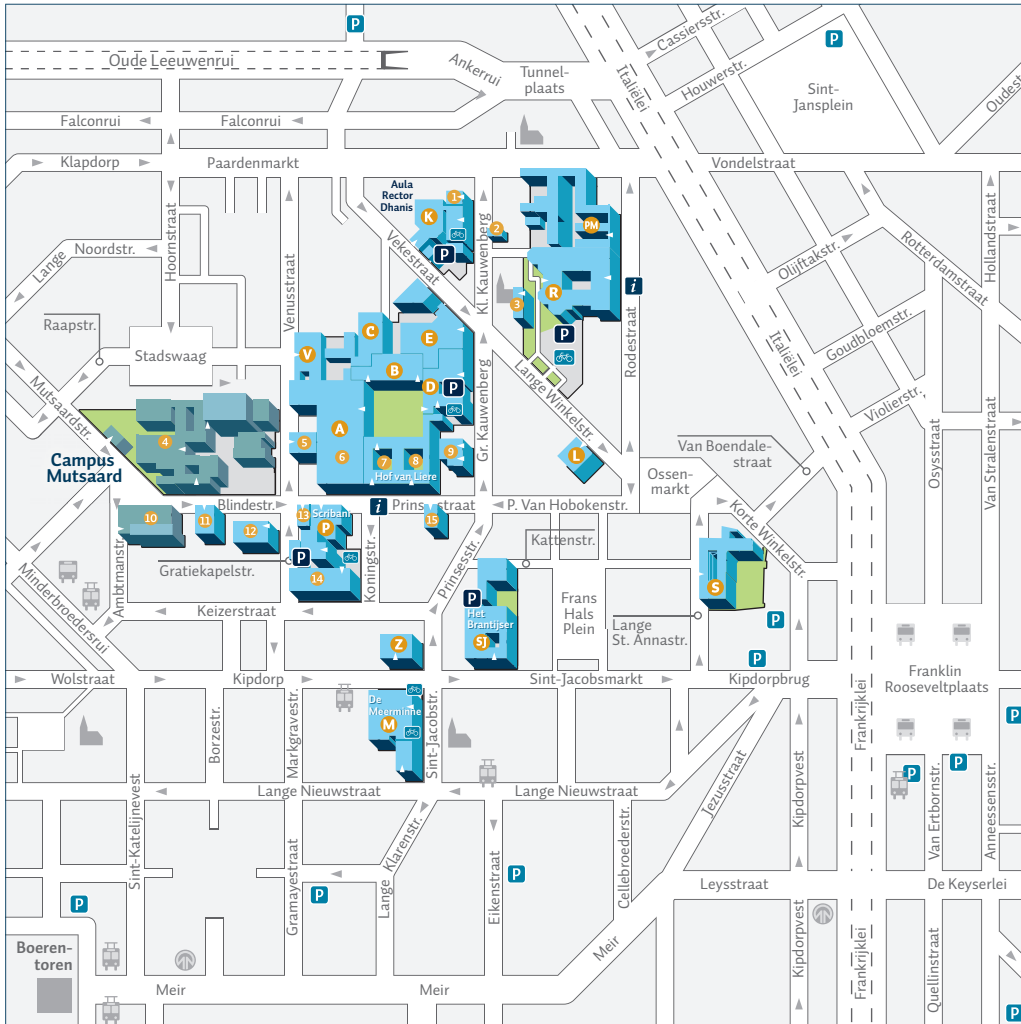 P
Cassiersstr.
P
Oude Leeuwenrui
Ankerrui
Tunnel-
plaats
Italiëlei
Houwerstr.
Sint-
Jansplein
Falconrui
Falconrui
Klapdorp
Paardenmarkt
Vondelstraat
Aula
Rector
Dhanis
1
K
P
2
PM
Hoornstraat
Vekestraat
Kl. Kauwenberg
Hollandstraat
Rotterdamstraat
Olijftakstr.
Lange Noordstr.
Venusstraat
3
R
i
P
Rodestraat
Italiëlei
Raapstr.
Stadswaag
Goudbloemstr.
V
C
E
B
D
P
Gr. Kauwenberg
Lange Winkelstr.
Mutsaardstr.
Violierstr.
4
5
A
6
7
8
9
Hof van Liere
L
Campus
Mutsaard
Van Boendale-
straat
Ossen-
markt
Osysstraat
Van Stralenstraat
Blindestr.
i
Prins straat
P. Van Hobokenstr.
Korte Winkelstr.
10
11
12
13
Scribani
P
15
P
14
Kattenstr.
Gratiekapelstr.
Koningstr.
Prinsesstr.
Ambtmanstr.
Minderbroedersrui
Keizerstraat
P
Het
Brantijser
SJ
Frans
Hals
Plein
Lange
St. Annastr.
S
P
P
Z
Franklin
Rooseveltplaats
Wolstraat
Kipdorp
Sint-Jacobsmarkt
Kipdorpbrug
De
Meerminne
M
Borzestr.
Markgravestr.
Sint-Jacobstr.
Frankrijklei
P
Jezusstraat
Kipdorpvest
P
P
Van Ertbornstr.
Anneessensstr.
Lange Nieuwstraat
Lange Nieuwstraat
Sint-Katelijnevest
Gramayestraat
Lange Klarenstr.
Eikenstraat
Cellebroederstr.
P
P
P
Leysstraat
De Keyserlei
Boeren-
toren
Kipdorpvest
Frankrijklei
Quellinstraat
Meir
Meir
Meir
P